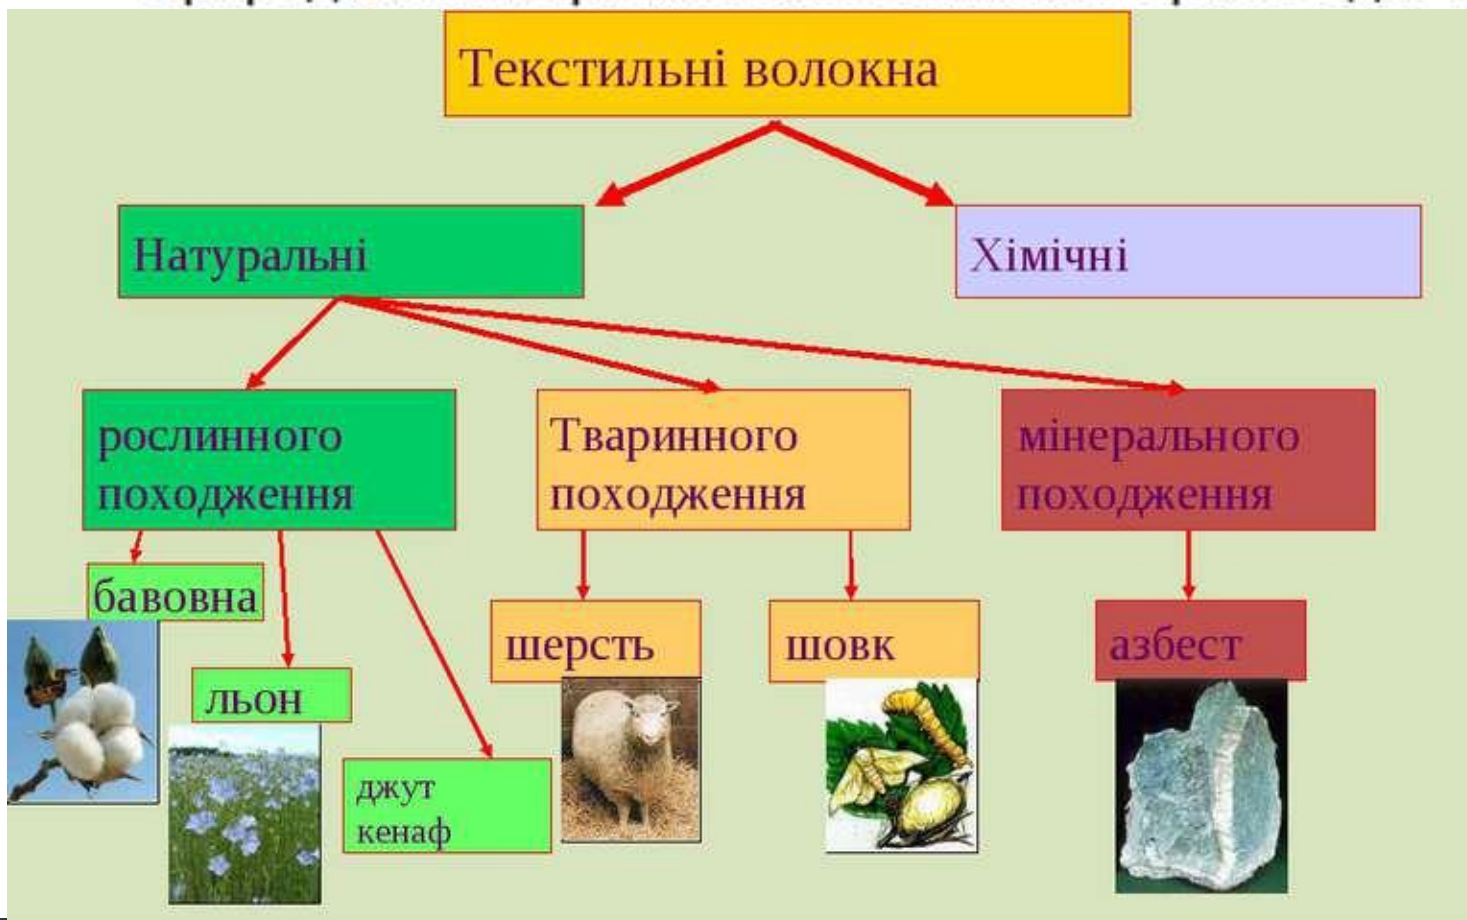 Текстильні волокна
Натуральні
Хімічні
рослинного
походження
Тваринного
походження
мінерального
походження
бавовна
льон
джут
кенаф
шерсть
шовк
азбест